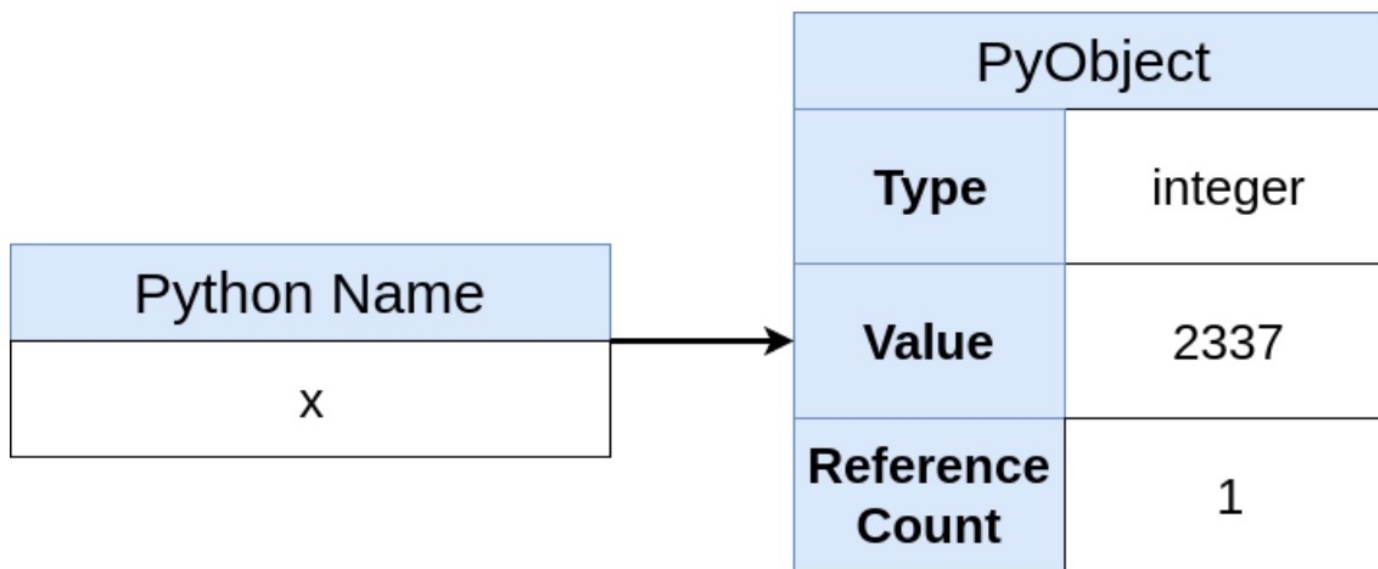 Python Name
x
PyObject
Type
integer
Value
2337
Reference
Count
1